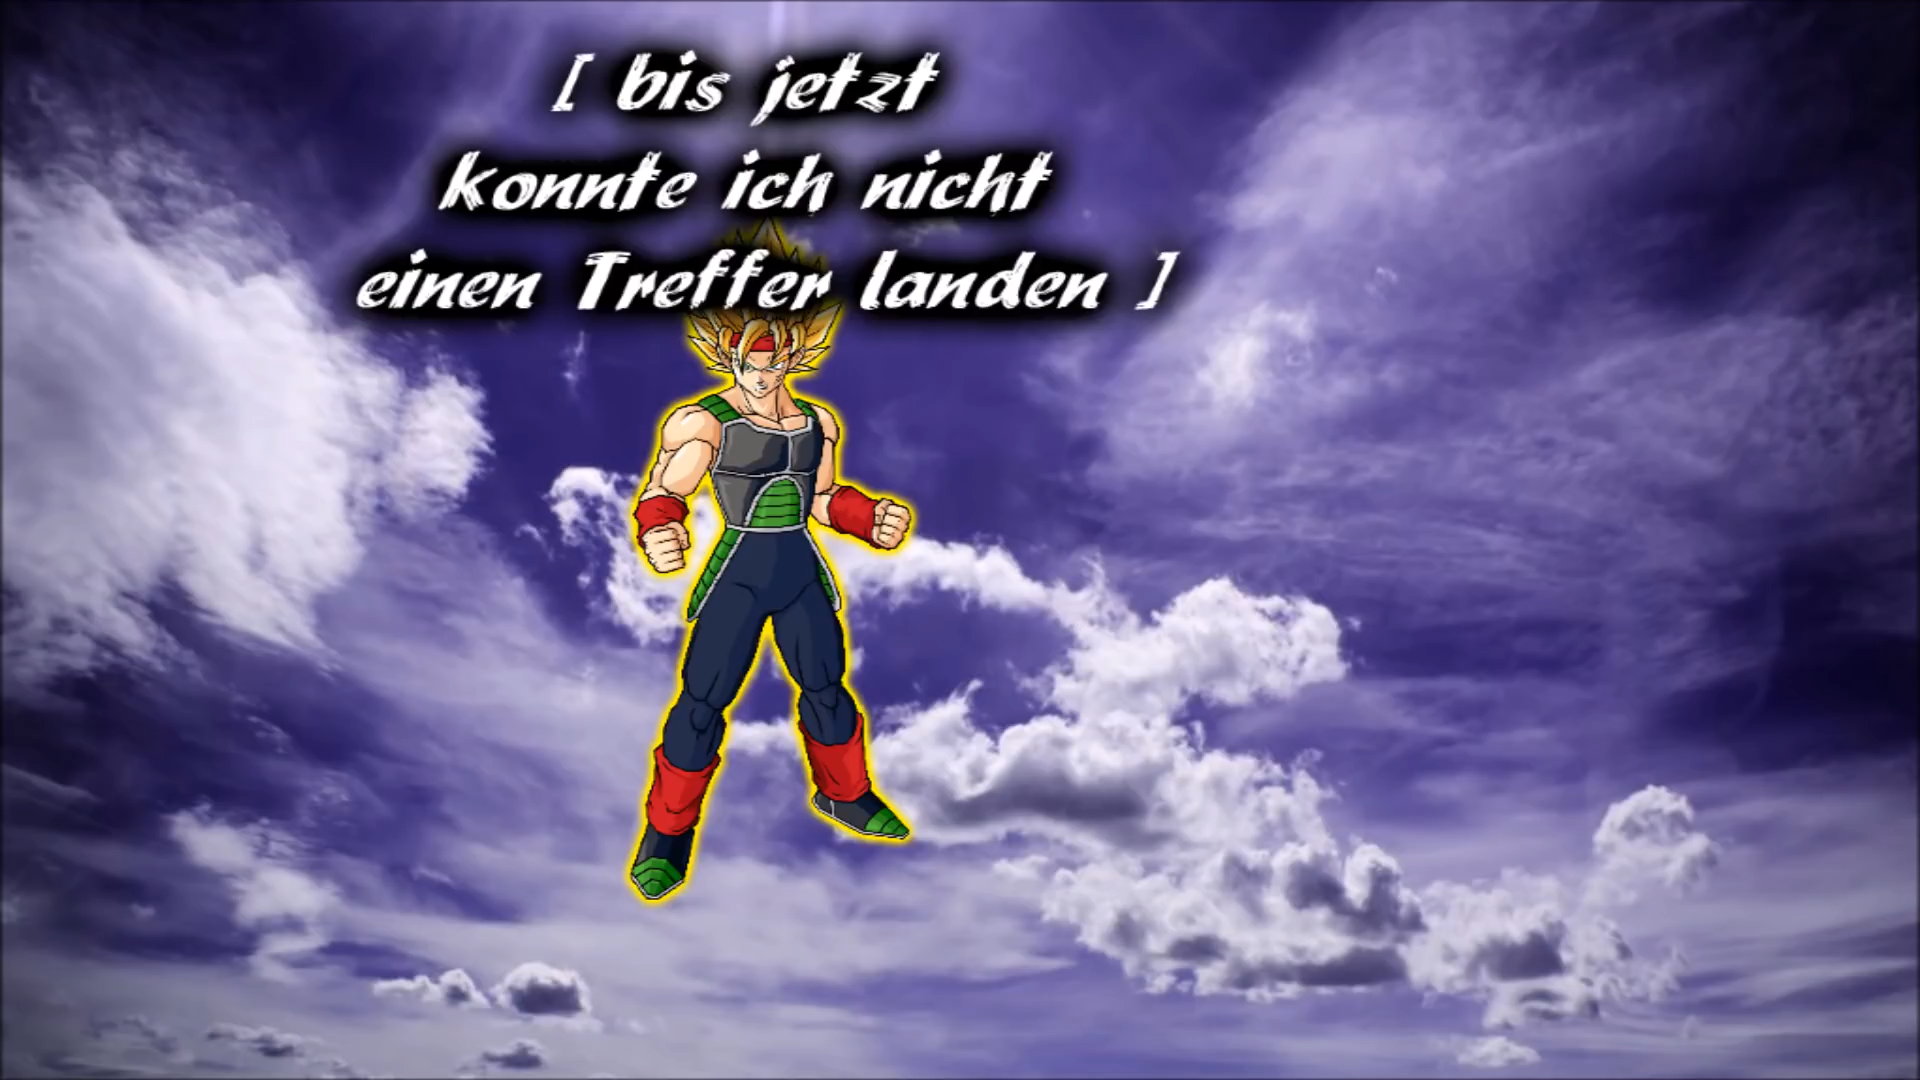 [ bis jetzt
konnte ich nicht
einen Treffer landen ]